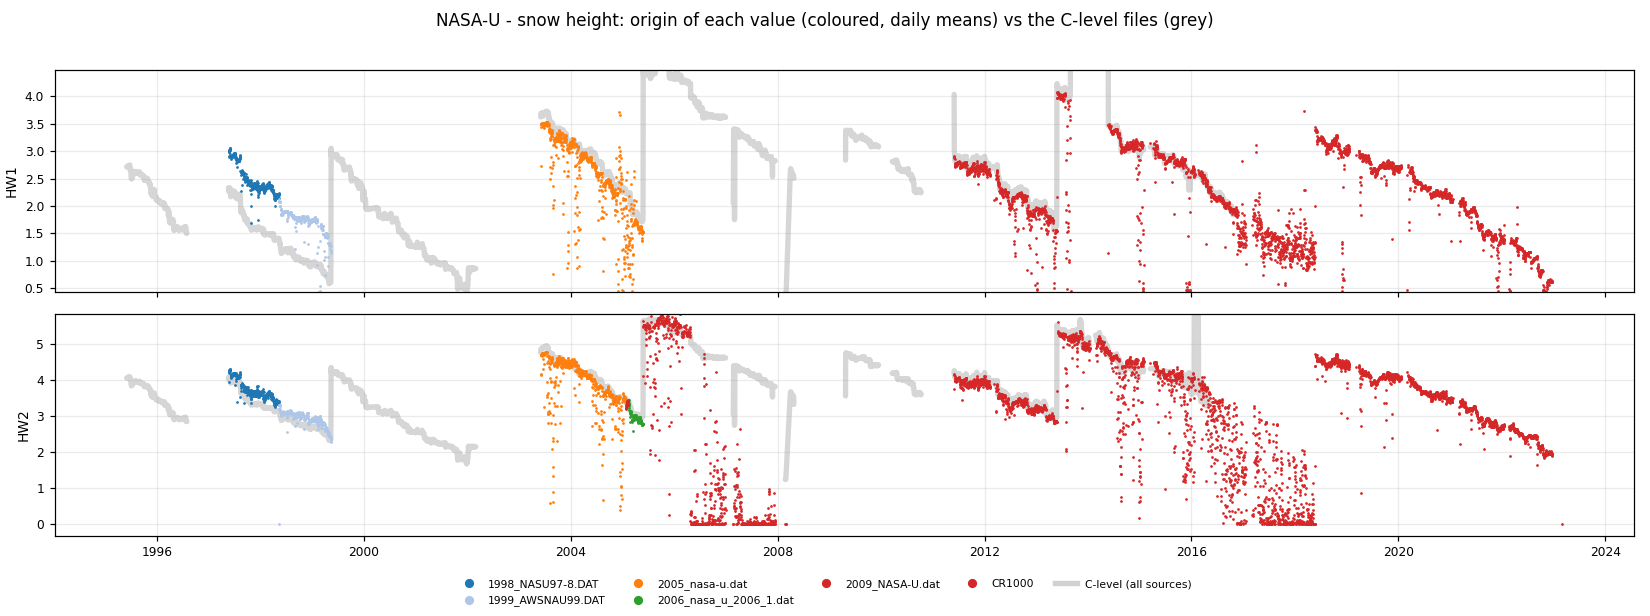 NASA-U - snow height: origin of each value (coloured, daily means) vs the C-level files (grey)
HW1
4.0
3.5
3.0
2.5
2.0
1.5
1.0
0.5
HW2
5
4
3
2
1
0
1996 2000 2004 2008 2012 2016 2020 2024
1998_NASU97-8.DAT 2005_nasa-u.dat 2009_NASA-U.dat CR1000 C-level (all sources)
1999_AWSNAU99.DAT 2006_nasa_u_2006_1.dat